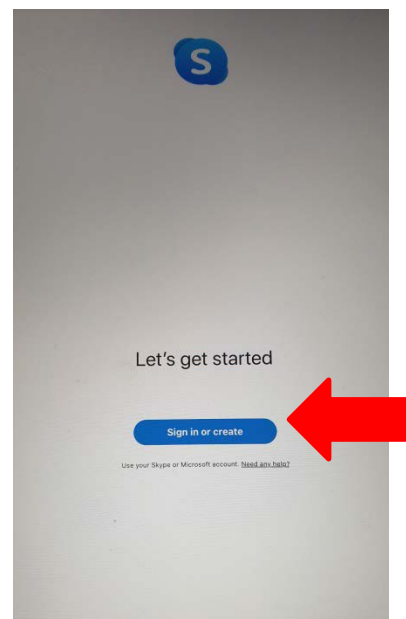 S
Let's get started
Sign in or create
Use your Skype or Microsoft account. Need any help?